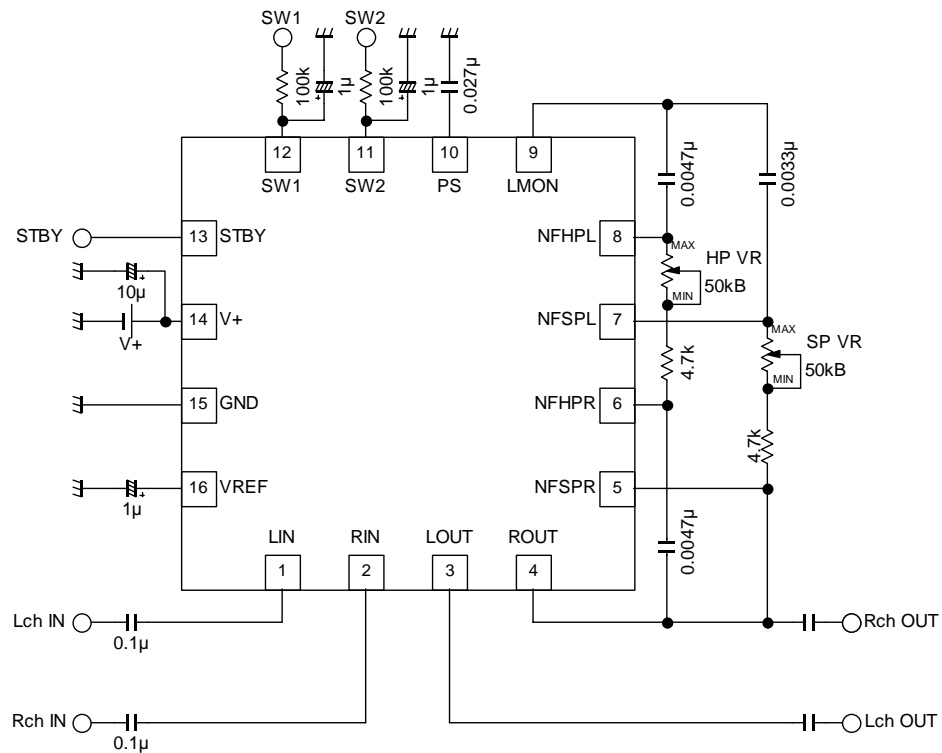 SW1
SW2
100k
1µ
100k
1µ
0.027µ
12
11
10
9
SW1
SW2
PS
LMON
0.0047µ
0.0033µ
STBY
13
STBY
NFHPL
8
MAX
HP VR
50kB
MIN
10µ
V+
14
V+
NFSPL
7
MAX
SP VR
50kB
MIN
4.7k
15
GND
NFHPR
6
4.7k
1µ
16
VREF
NFSPR
5
0.0047µ
LIN
RIN
LOUT
ROUT
1
2
3
4
Lch IN
0.1µ
Rch OUT
Rch IN
0.1µ
Lch OUT